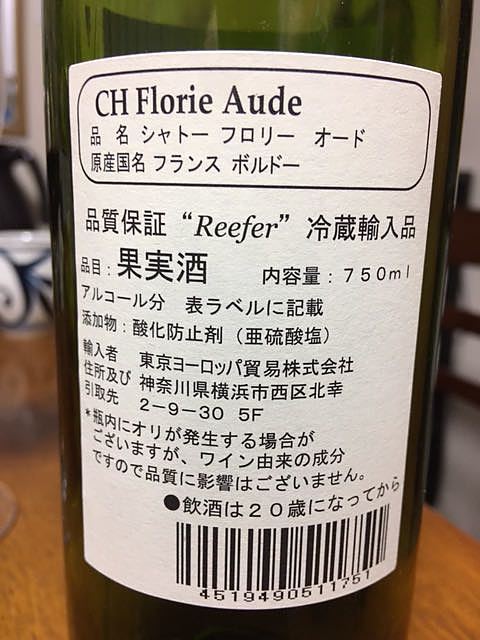 CH Florie Aude
品 名 シャトー フロリー オード
原産国名 フランス ボルドー
品質保証 “Reefer” 冷蔵輸入品
品目：果実酒 内容量：７５０ｍｌ
アルコール分 表ラベルに記載
添加物：酸化防止剤（亜硫酸塩）
輸入者 東京ヨーロッパ貿易株式会社
住所及び 神奈川県横浜市西区北幸
引取先 ２－９－３０ ５Ｆ
*瓶内にオリが発生する場合が
ございますが、ワイン由来の成分
ですので品質に影響はございません。
●飲酒は２０歳になってから
4519490511751